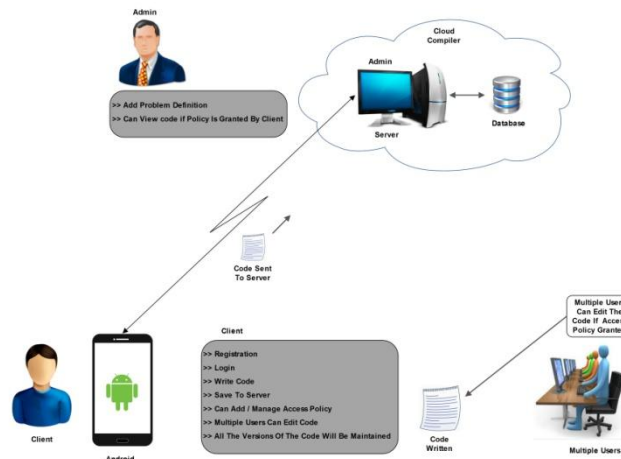 Admin
>> Add Problem Definition
>> Can View code if Policy Is Granted By Client
Cloud
Compiler
Admin
Server
Database
Code Sent
To Server
Client
>> Registration
>> Login
>> Write Code
>> Save To Server
>> Can Add / Manage Access Policy
>> Multiple Users Can Edit Code
>> All The Versions Of The Code Will Be Maintained
Client
Android
Code
Written
Multiple User
Can Edit The
Code If Acces
Policy Grante
Multiple Users